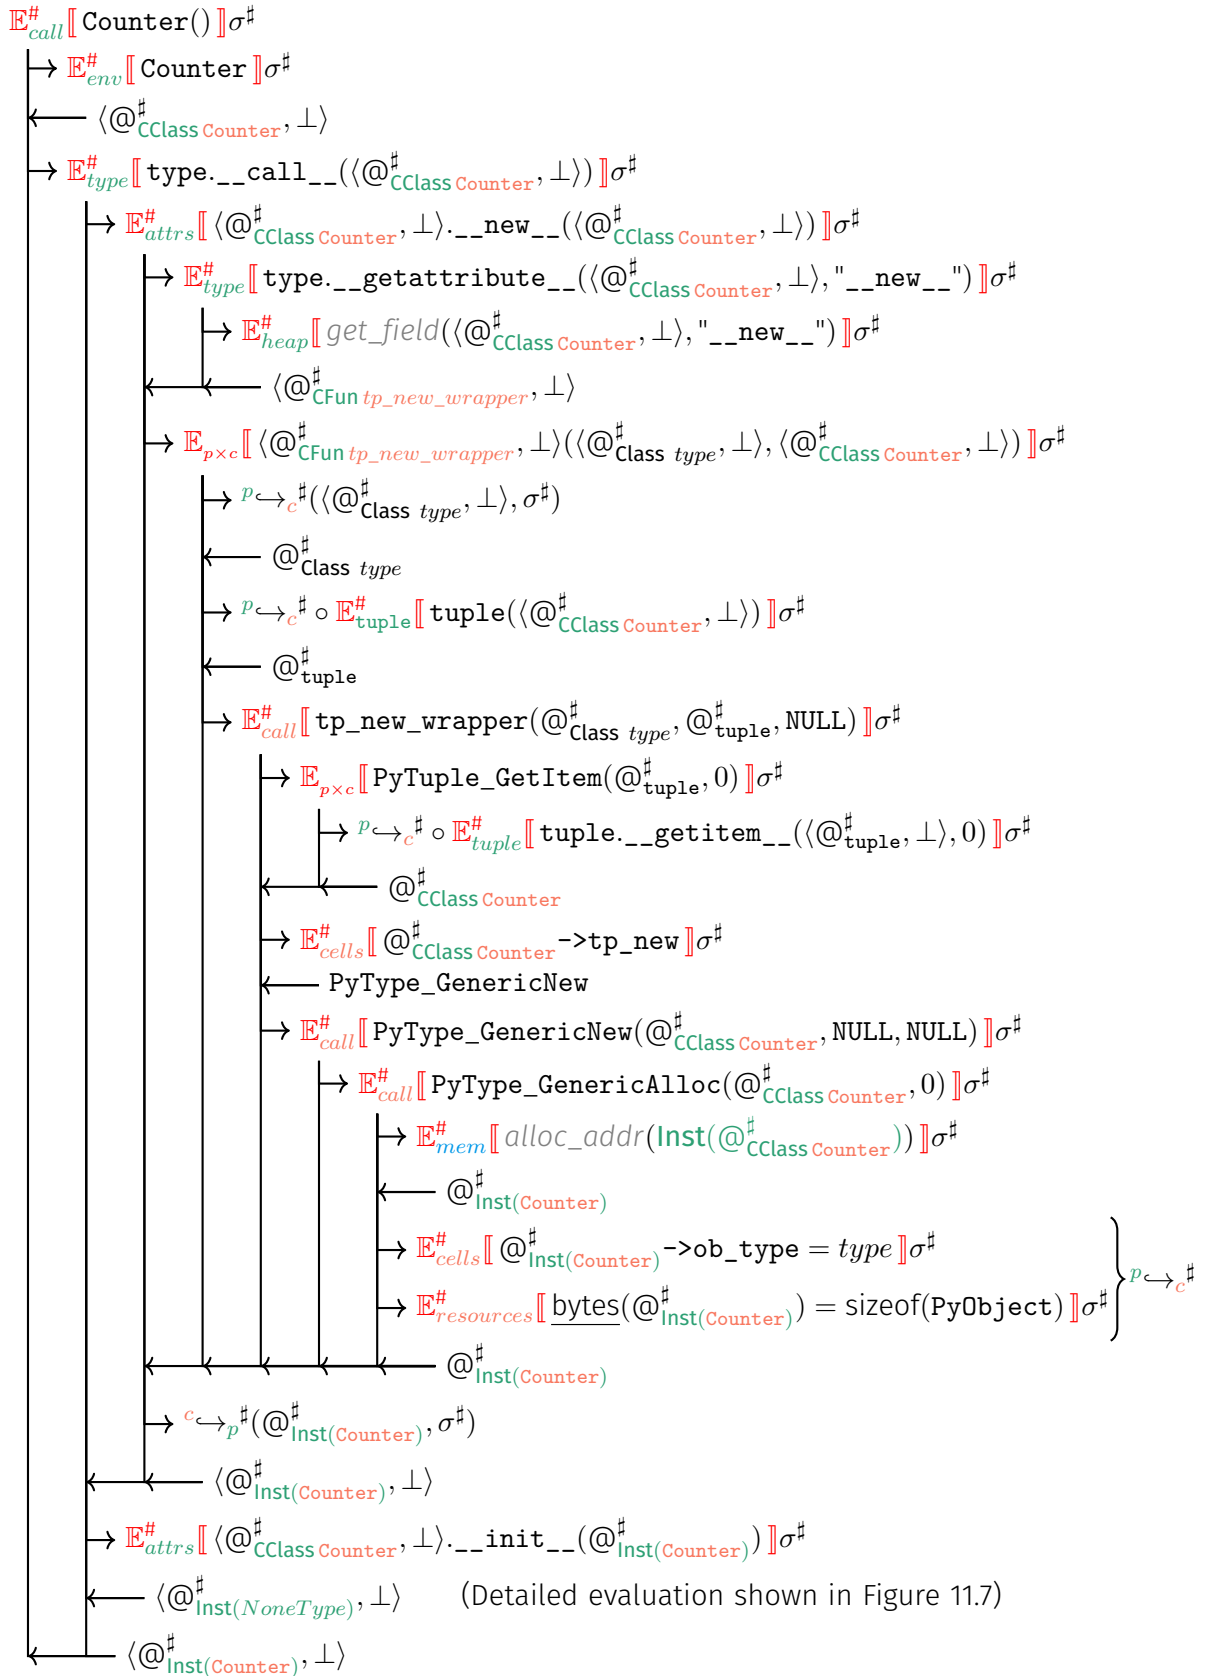 𝔼#call⟦ Counter() ⟧σ♯
→ 𝔼#env⟦ Counter ⟧σ♯
← ⟨@♯CClass Counter, ⊥⟩
→ 𝔼#type⟦ type.__call__(⟨@♯CClass Counter, ⊥⟩) ⟧σ♯
→ 𝔼#attrs⟦ ⟨@♯CClass Counter, ⊥⟩.__new__(⟨@♯CClass Counter, ⊥⟩) ⟧σ♯
→ 𝔼#type⟦ type.__getattribute__(⟨@♯CClass Counter, ⊥⟩, "__new__") ⟧σ♯
→ 𝔼#heap⟦ get_field(⟨@♯CClass Counter, ⊥⟩, "__new__") ⟧σ♯
← ⟨@♯CFun tp_new_wrapper, ⊥⟩
→ 𝔼p×c⟦ ⟨@♯CFun tp_new_wrapper, ⊥⟩(⟨@♯Class type, ⊥⟩, ⟨@♯CClass Counter, ⊥⟩) ⟧σ♯
→ p↪c♯(⟨@♯Class type, ⊥⟩, σ♯)
← @♯Class type
→ p↪c♯ ∘ 𝔼#tuple⟦ tuple(⟨@♯CClass Counter, ⊥⟩) ⟧σ♯
← @♯tuple
→ 𝔼#call⟦ tp_new_wrapper(@♯Class type, @♯tuple, NULL) ⟧σ♯
→ 𝔼p×c⟦ PyTuple_GetItem(@♯tuple, 0) ⟧σ♯
→ p↪c♯ ∘ 𝔼#tuple⟦ tuple.__getitem__(⟨@♯tuple, ⊥⟩, 0) ⟧σ♯
← @♯CClass Counter
→ 𝔼#cells⟦ @♯CClass Counter->tp_new ⟧σ♯
← PyType_GenericNew
→ 𝔼#call⟦ PyType_GenericNew(@♯CClass Counter, NULL, NULL) ⟧σ♯
→ 𝔼#call⟦ PyType_GenericAlloc(@♯CClass Counter, 0) ⟧σ♯
→ 𝔼#mem⟦ alloc_addr(Inst(@♯CClass Counter)) ⟧σ♯
← @♯Inst(Counter)
→ 𝔼#cells⟦ @♯Inst(Counter)->ob_type = type ⟧σ♯
p↪c♯
→ 𝔼#resources⟦ bytes(@♯Inst(Counter)) = sizeof(PyObject) ⟧σ♯
← @♯Inst(Counter)
→ c↪p♯(@♯Inst(Counter), σ♯)
← ⟨@♯Inst(Counter), ⊥⟩
→ 𝔼#attrs⟦ ⟨@♯CClass Counter, ⊥⟩.__init__(@♯Inst(Counter)) ⟧σ♯
← ⟨@♯Inst(NoneType), ⊥⟩ (Detailed evaluation shown in Figure 11.7)
← ⟨@♯Inst(Counter), ⊥⟩